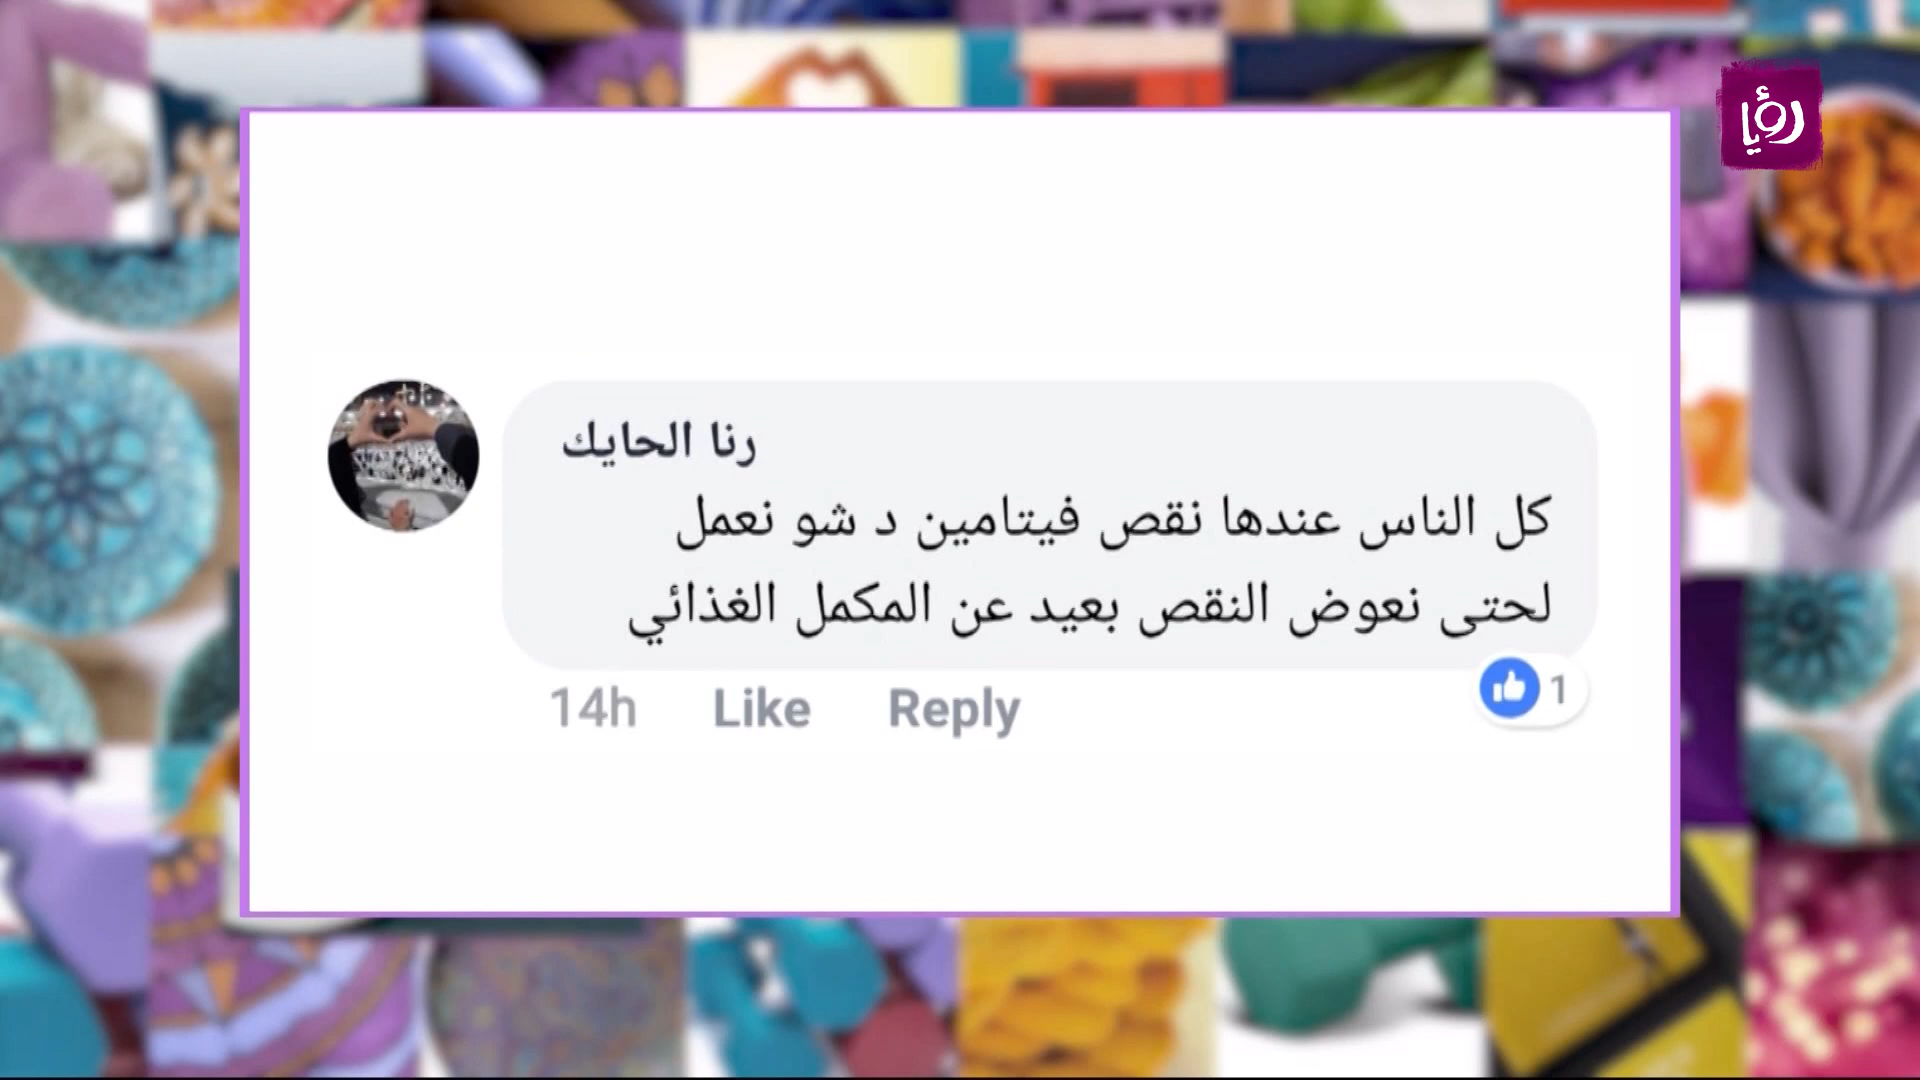 رؤيا
رنا الحايك
كل الناس عندها نقص فيتامين د شو نعمل
لحتى نعوض النقص بعيد عن المكمل الغذائي
14h Like Reply 1